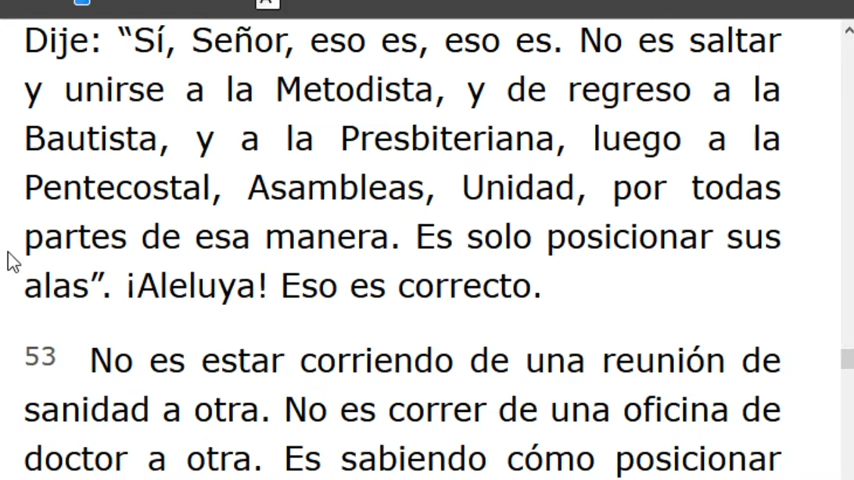 Dije: “Sí, Señor, eso es, eso es. No es saltar
y unirse a la Metodista, y de regreso a la
Bautista, y a la Presbiteriana, luego a la
Pentecostal, Asambleas, Unidad, por todas
partes de esa manera. Es solo posicionar sus
alas”. ¡Aleluya! Eso es correcto.
53 No es estar corriendo de una reunión de
sanidad a otra. No es correr de una oficina de
doctor a otra. Es sabiendo cómo posicionar